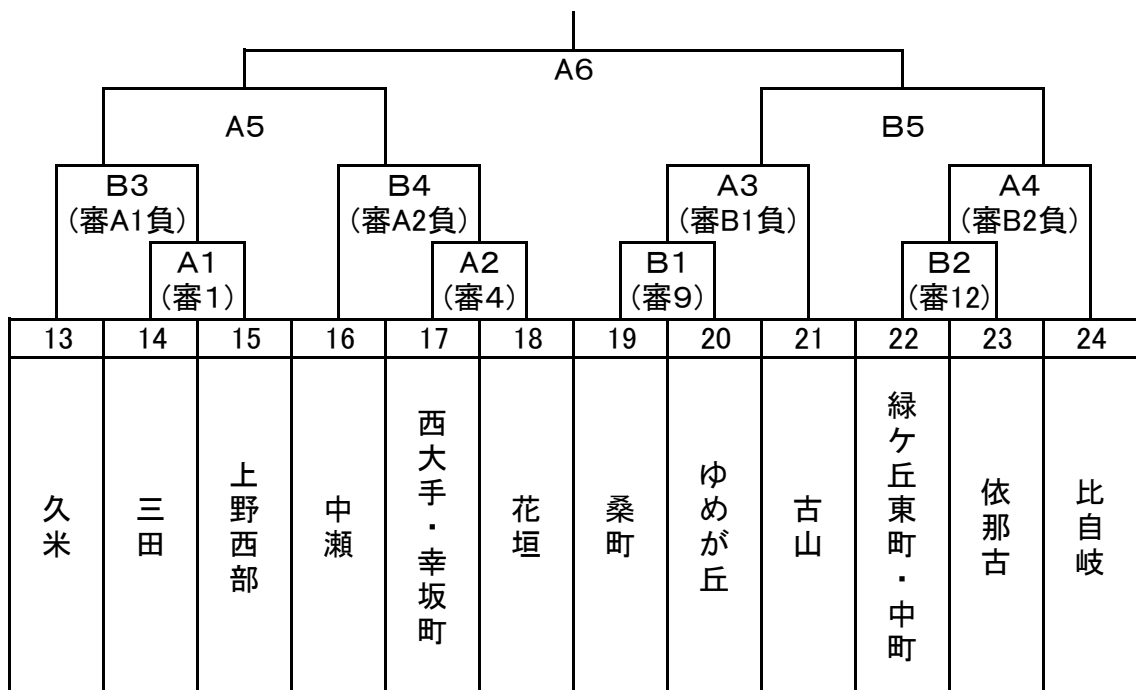 A6
A5
B5
B3
(審A1負)
B4
(審A2負)
A3
(審B1負)
A4
(審B2負)
A1
(審1)
A2
(審4)
B1
(審9)
B2
(審12)
13
14
15
16
17
18
19
20
21
22
23
24
久米
三田
上野西部
中瀬
西大手・幸坂町
花垣
桑町
ゆめが丘
古山
緑ケ丘東町・中町
依那古
比自岐